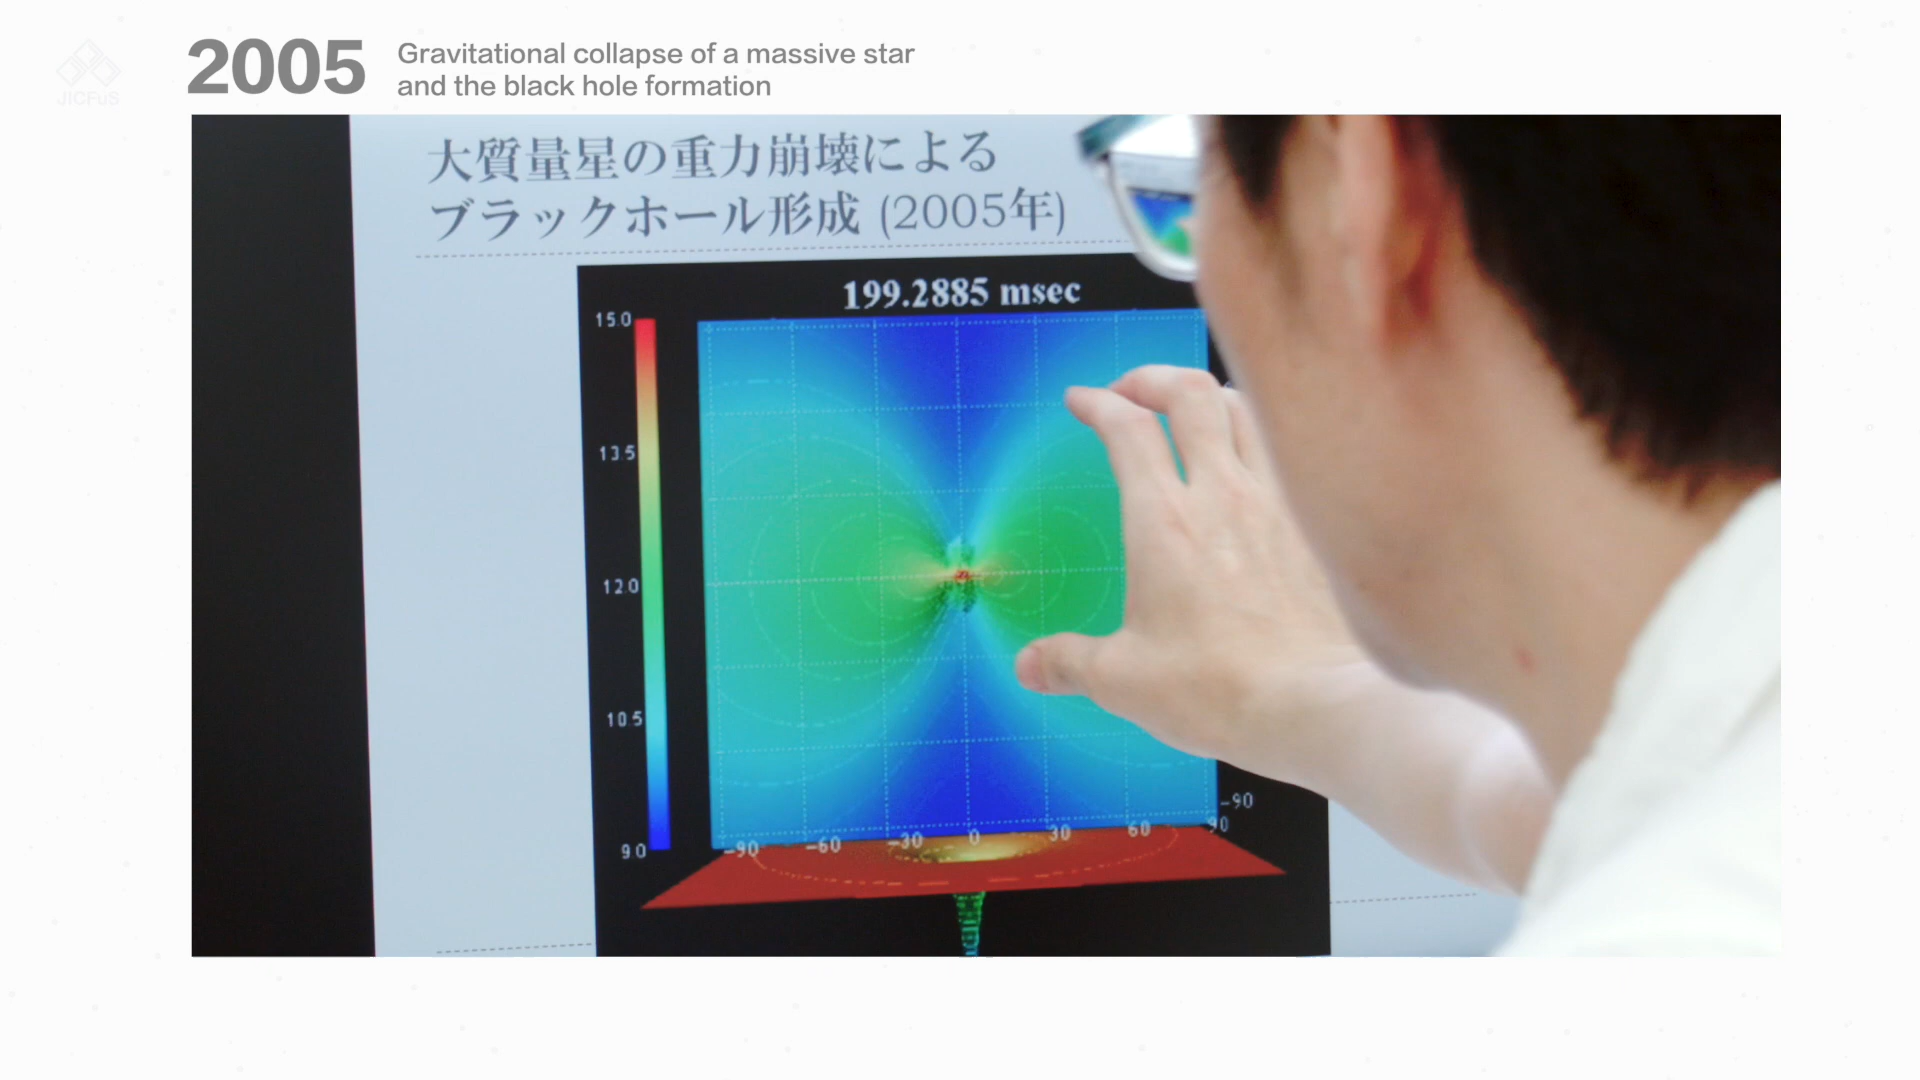 JICFuS
2005
Gravitational collapse of a massive star
and the black hole formation
大質量星の重力崩壊による
ブラックホール形成 (2005年)
199.2885 msec
15.0
13.5
12.0
10.5
9.0
-90
-90 -60 -30 0 30 60 90